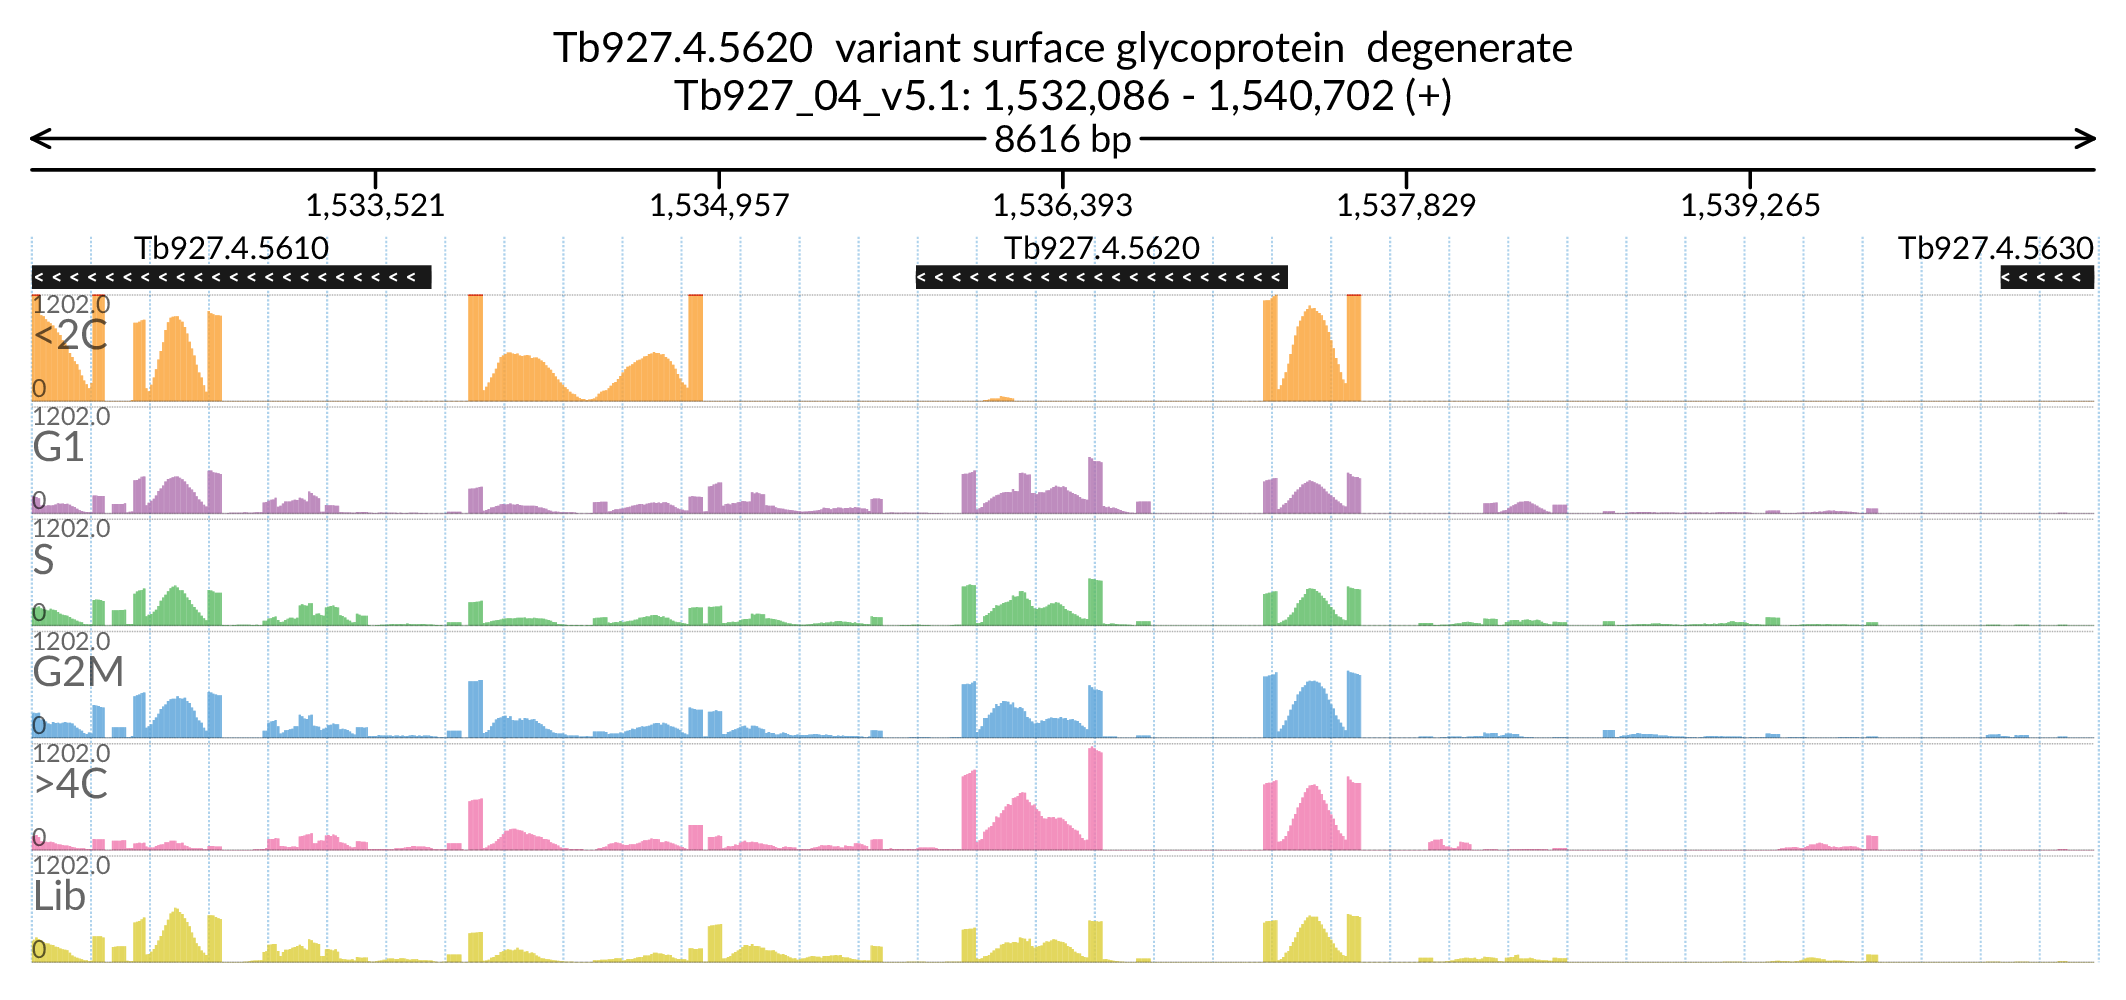 Tb927.4.5620  variant surface glycoprotein  degenerate
Tb927_04_v5.1: 1,532,086 - 1,540,702 (+)
8616 bp
1,533,521 1,534,957 1,536,393 1,537,829 1,539,265
Tb927.4.5610 Tb927.4.5620 Tb927.4.5630
1202.0
<2C
0
1202.0
G1
0
1202.0
S
0
1202.0
G2M
0
1202.0
>4C
0
1202.0
Lib
0